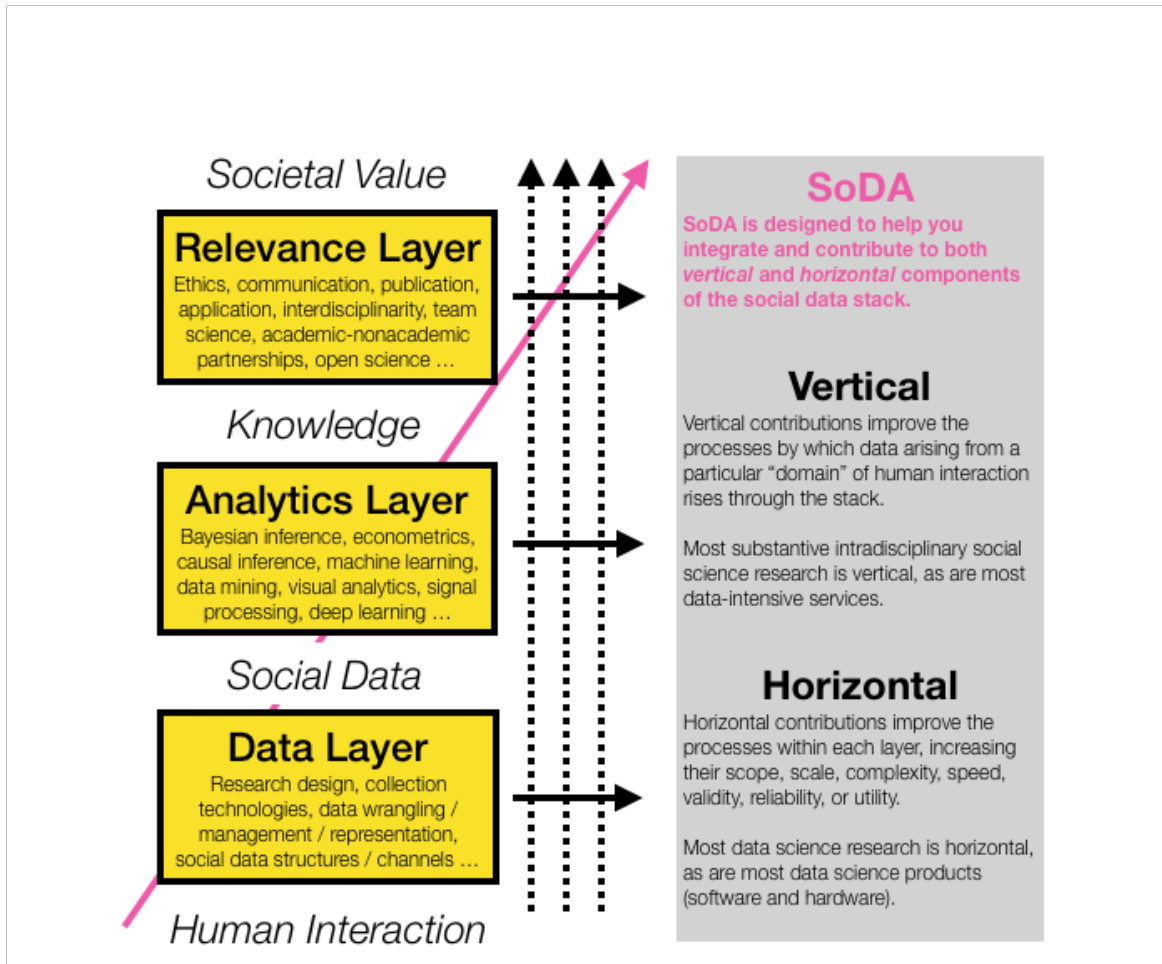 Societal Value
Relevance Layer
Ethics, communication, publication,
application, interdisciplinarity, team
science, academic-nonacademic
partnerships, open science ...
Knowledge
Analytics Layer
Bayesian inference, econometrics,
causal inference, machine learning,
data mining, visual analytics, signal
processing, deep learning ...
Social Data
Data Layer
Research design, collection
technologies, data wrangling /
management / representation,
social data structures / channels ...
Human Interaction
SoDA
SoDA is designed to help you
integrate and contribute to both
vertical and horizontal components
of the social data stack.
Vertical
Vertical contributions improve the
processes by which data arising from a
particular “domain” of human interaction
rises through the stack.
Most substantive intradisciplinary social
science research is vertical, as are most
data-intensive services.
Horizontal
Horizontal contributions improve the
processes within each layer, increasing
their scope, scale, complexity, speed,
validity, reliability, or utility.
Most data science research is horizontal,
as are most data science products
(software and hardware).